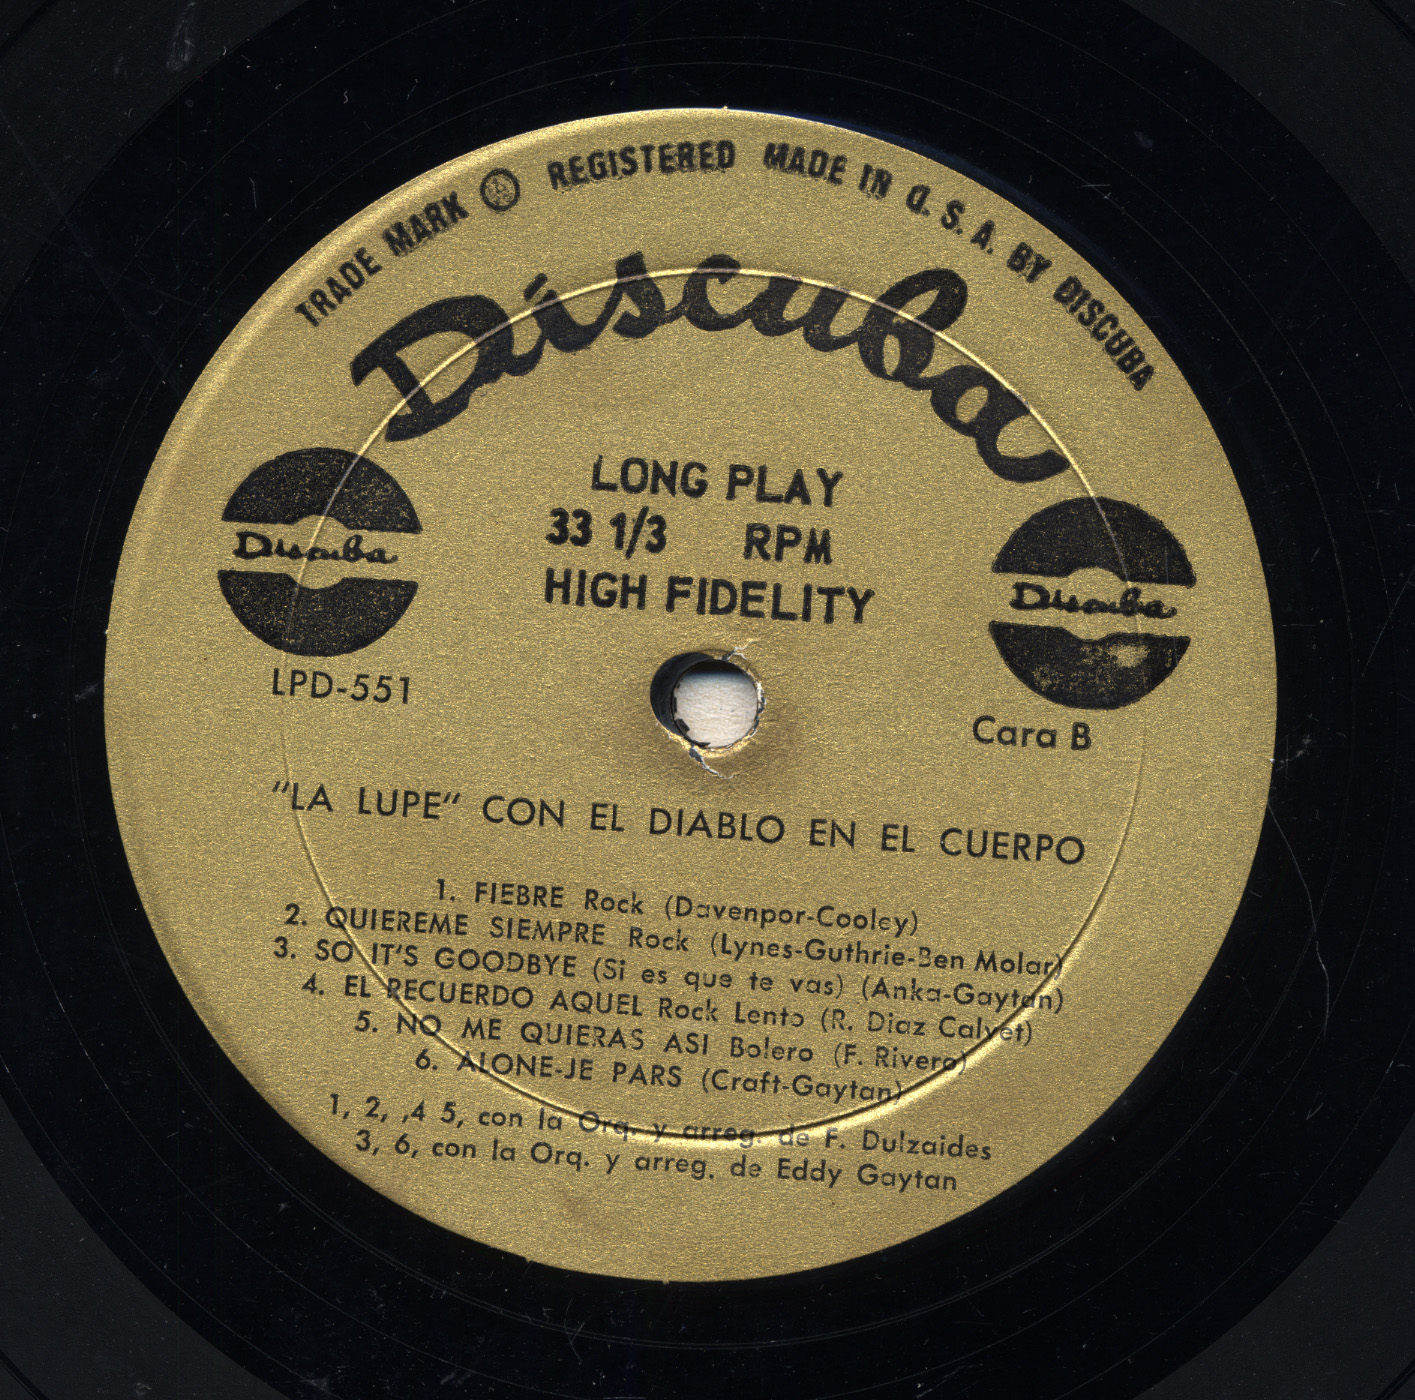 TRADE MARK ® REGISTERED MADE IN U. S. A. BY DISCUBA
Discuba
LONG PLAY
33 1/3 RPM
HIGH FIDELITY
Discuba
Discuba
LPD-551
Cara B
"LA LUPE" CON EL DIABLO EN EL CUERPO
1. FIEBRE Rock (Davenpor-Cooley)
2. QUIEREME SIEMPRE Rock (Lynes-Guthrie-Ben Molar)
3. SO IT'S GOODBYE (Si es que te vas) (Anka-Gaytan)
4. EL RECUERDO AQUEL Rock Lento (R. Diaz Calvet)
5. NO ME QUIERAS ASI Bolero (F. Rivero)
6. ALONE-JE PARS (Craft-Gaytan)
1, 2, ,4 5, con la Orq. y arreg. de F. Dulzaides
3, 6, con la Orq. y arreg. de Eddy Gaytan